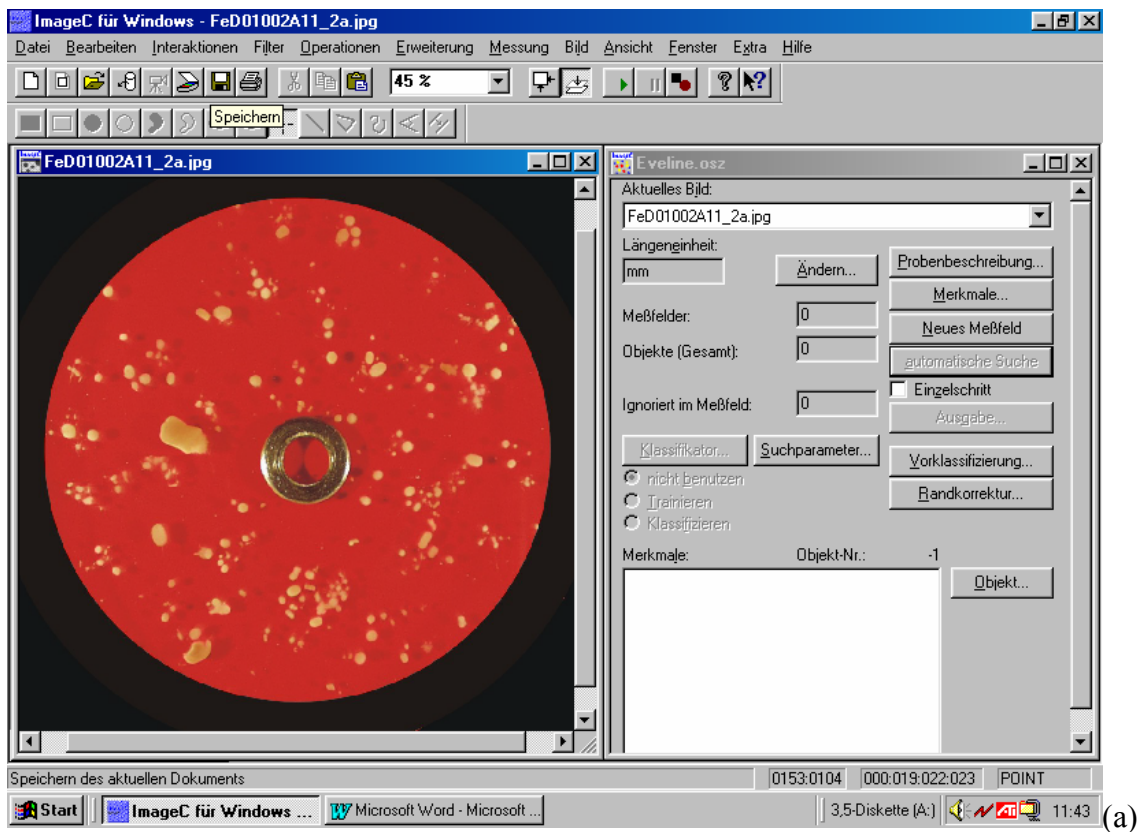 ImageC für Windows - FeD01002A11_2a.jpg
Datei Bearbeiten Interaktionen Filter Operationen Erweiterung Messung Bild Ansicht Fenster Extra Hilfe
45 %
Speichern
FeD01002A11_2a.jpg
Eveline.osz
Aktuelles Bild:
FeD01002A11_2a.jpg
Längeneinheit:
mm
Ändern...
Probenbeschreibung...
Merkmale...
Meßfelder:
0
Neues Meßfeld
Objekte (Gesamt):
0
automatische Suche
Einzelschritt
Ignoriert im Meßfeld:
0
Ausgabe...
Klassifikator...
Suchparameter...
Vorklassifizierung...
nicht benutzen
Trainieren
Klassifizieren
Randkorrektur...
Merkmale:
Objekt-Nr.:
-1
Objekt...
Speichern des aktuellen Dokuments
0153:0104
000:019:022:023
POINT
Start
ImageC für Windows ...
Microsoft Word - Microsoft ...
3,5-Diskette (A:)
ATI
11:43
(a)